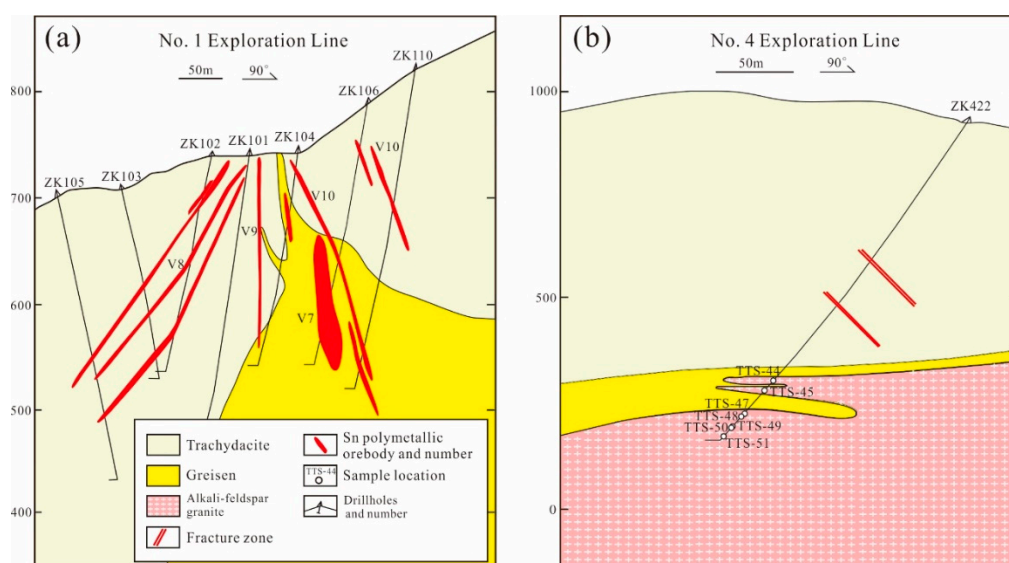 (a)
No. 1 Exploration Line
50m
90°
ZK110
ZK106
ZK104
ZK101
ZK102
ZK103
ZK105
800
700
600
500
400
V10
V10
V9
V8
V7
Trachydacite
Greisen
Alkali-feldspar
granite
Fracture zone
Sn polymetallic
orebody and number
TTS-44
Sample location
Drillholes
and number
(b)
No. 4 Exploration Line
50m
90°
ZK422
1000
500
0
TTS-44
TTS-45
TTS-47
TTS-48
TTS-49
TTS-50
TTS-51